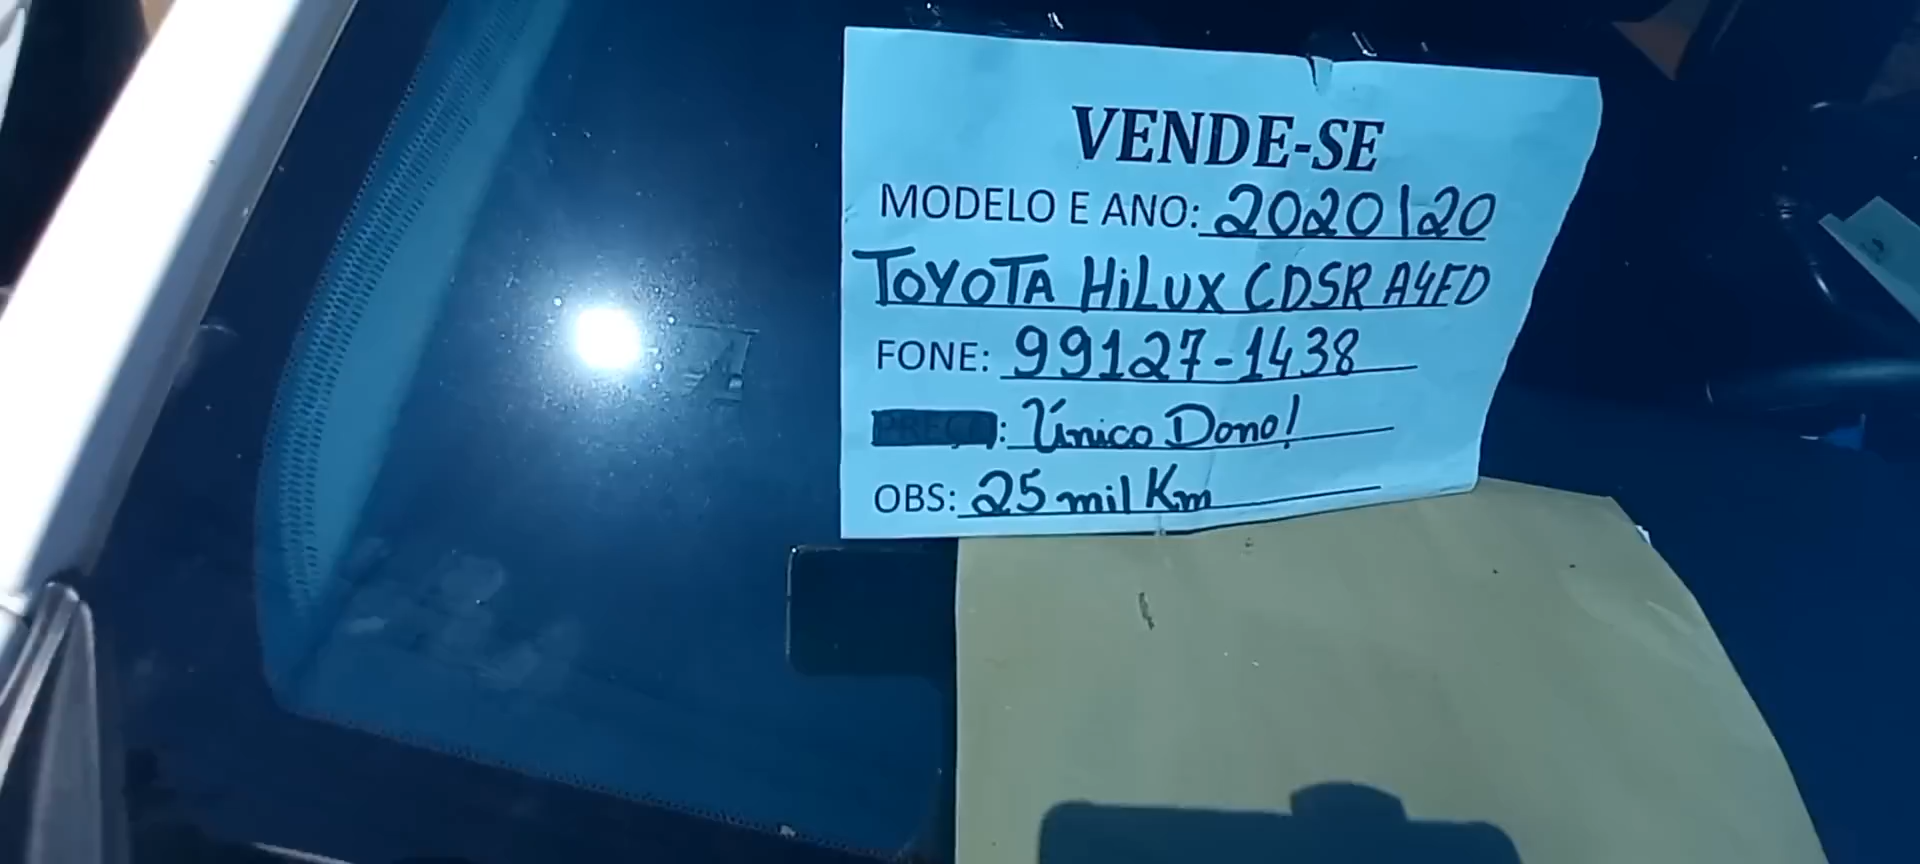 VENDE-SE
MODELO E ANO: 2020|20
TOYOTA HiLUX CDSR A4FD
FONE: 99127-1438
PREÇO: Único Dono!
OBS: 25 mil Km